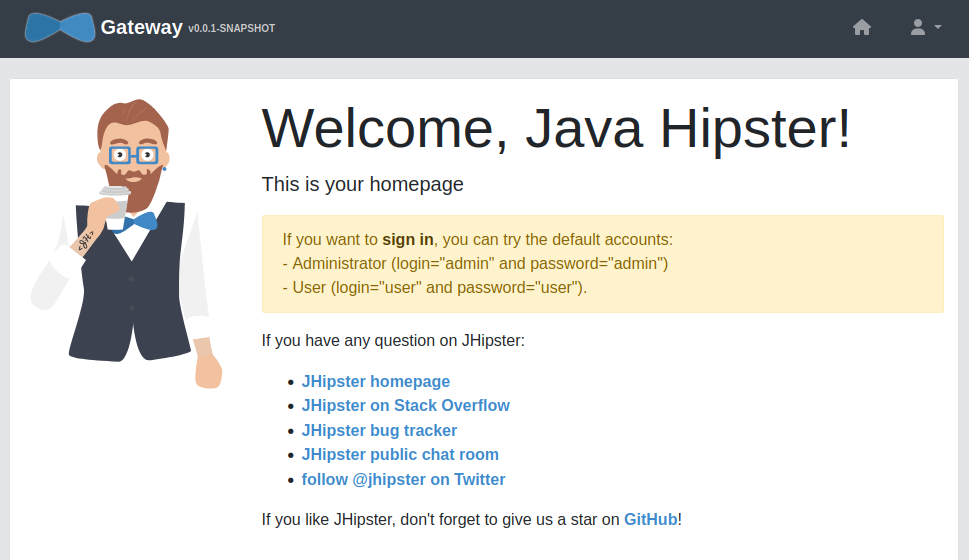 Gateway v0.0.1-SNAPSHOT
Welcome, Java Hipster!
This is your homepage
If you want to sign in, you can try the default accounts:
- Administrator (login="admin" and password="admin")
- User (login="user" and password="user").
<JH>
If you have any question on JHipster:
• JHipster homepage
• JHipster on Stack Overflow
• JHipster bug tracker
• JHipster public chat room
• follow @jhipster on Twitter
If you like JHipster, don't forget to give us a star on GitHub!